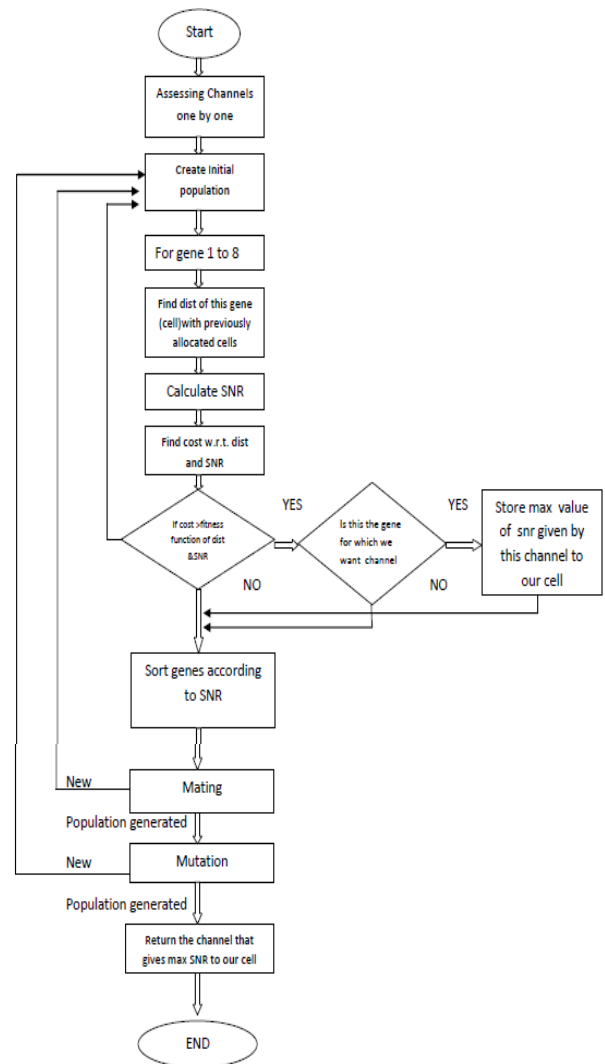 Start
Assessing Channels
one by one
Create Initial
population
For gene 1 to 8
Find dist of this gene
(cell)with previously
allocated cells
Calculate SNR
Find cost w.r.t. dist
and SNR
If cost >fitness
function of dist
&SNR
YES
NO
Is this the gene
for which we
want channel
YES
NO
Store max value
of snr given by
this channel to
our cell
Sort genes according
to SNR
New
Mating
Population generated
New
Mutation
Population generated
Return the channel that
gives max SNR to our cell
END